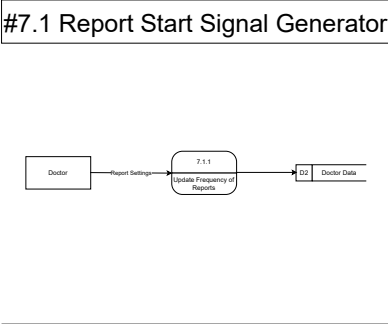 #7.1 Report Start Signal Generator
7.1.1
Doctor
Report Settings
Update Frequency of
Reports
D2
Doctor Data